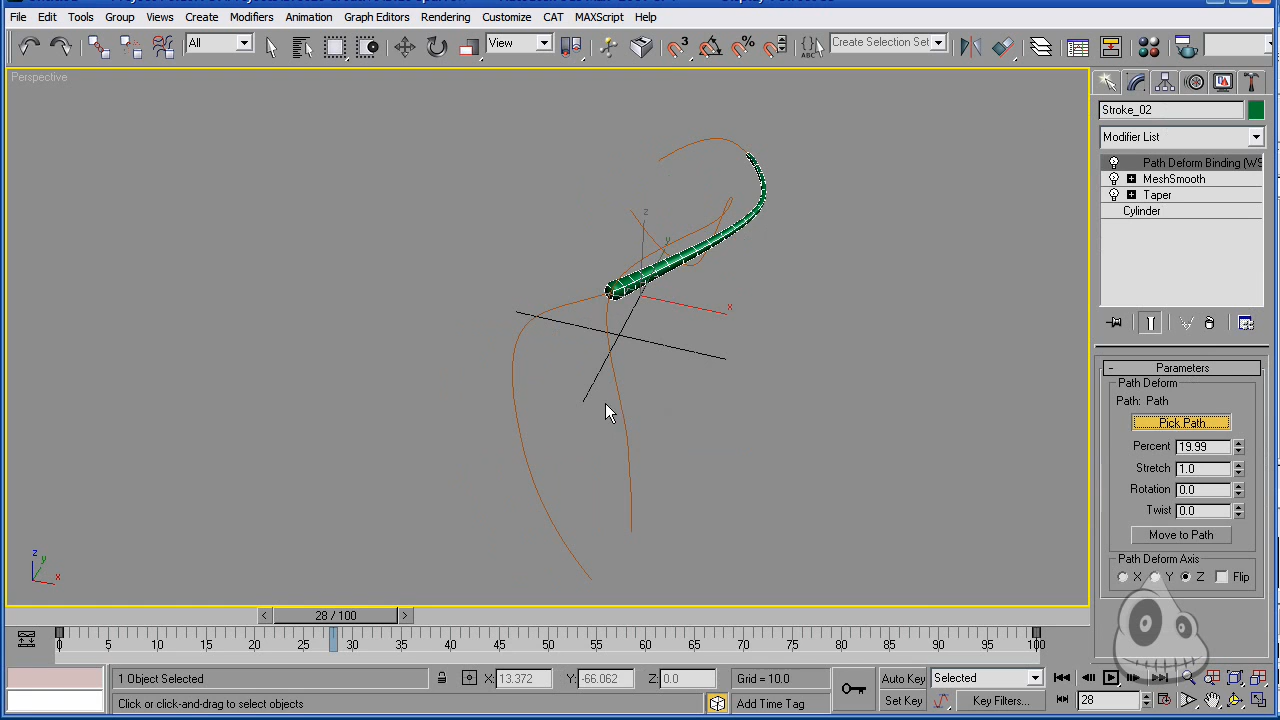 File Edit Tools Group Views Create Modifiers Animation Graph Editors Rendering Customize CAT MAXScript Help
All View 3 Create Selection Set
Perspective
Stroke_02
Modifier List
Path Deform Binding (WS
MeshSmooth
Taper
Cylinder
z
y
x
Parameters
Path Deform
Path: Path
Pick Path
Percent 19.99
Stretch 1.0
Rotation 0.0
Twist 0.0
Move to Path
Path Deform Axis
X Y Z Flip
z
y
x
< 28 / 100 >
0 5 10 15 20 25 30 35 40 45 50 55 60 65 70 75 80 85 90 95 100
1 Object Selected X: 13.372 Y: -66.062 Z: 0.0 Grid = 10.0 Auto Key Selected
Click or click-and-drag to select objects Add Time Tag Set Key Key Filters... 28